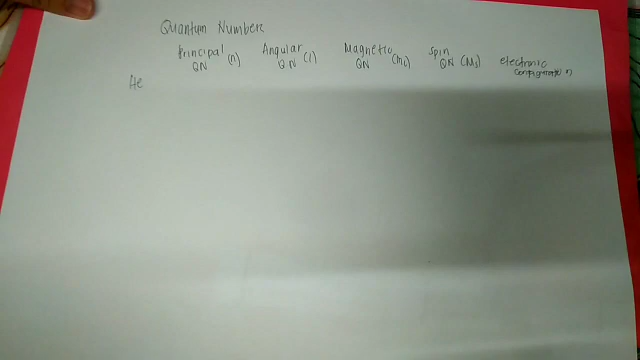 Quantum Numbers
Principal QN (n)
Angular QN (l)
Magnetic QN (ml)
Spin QN (Ms)
electronic configuration
He